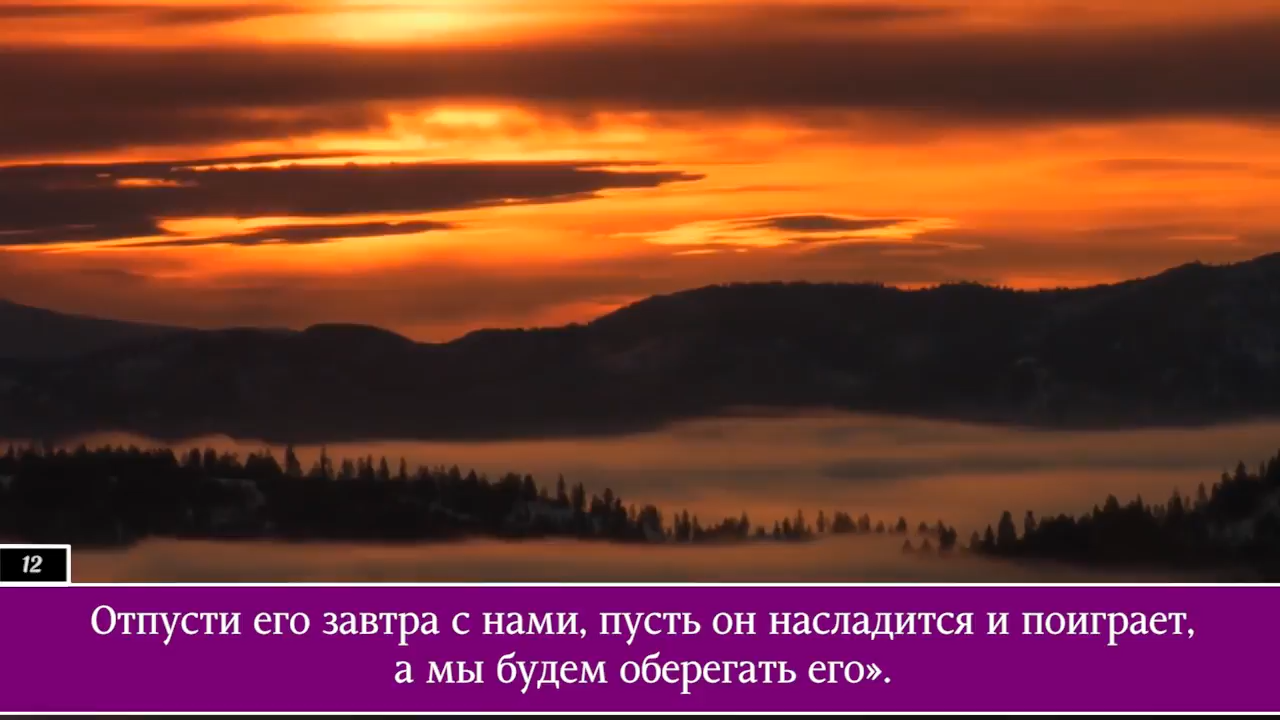 12
Отпусти его завтра с нами, пусть он насладится и поиграет,
а мы будем оберегать его».